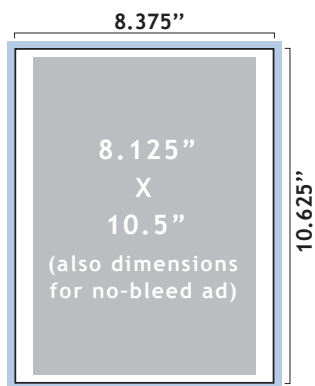 8.375”
8.125”
X
10.5”
(also dimensions
for no-bleed ad)
10.625”